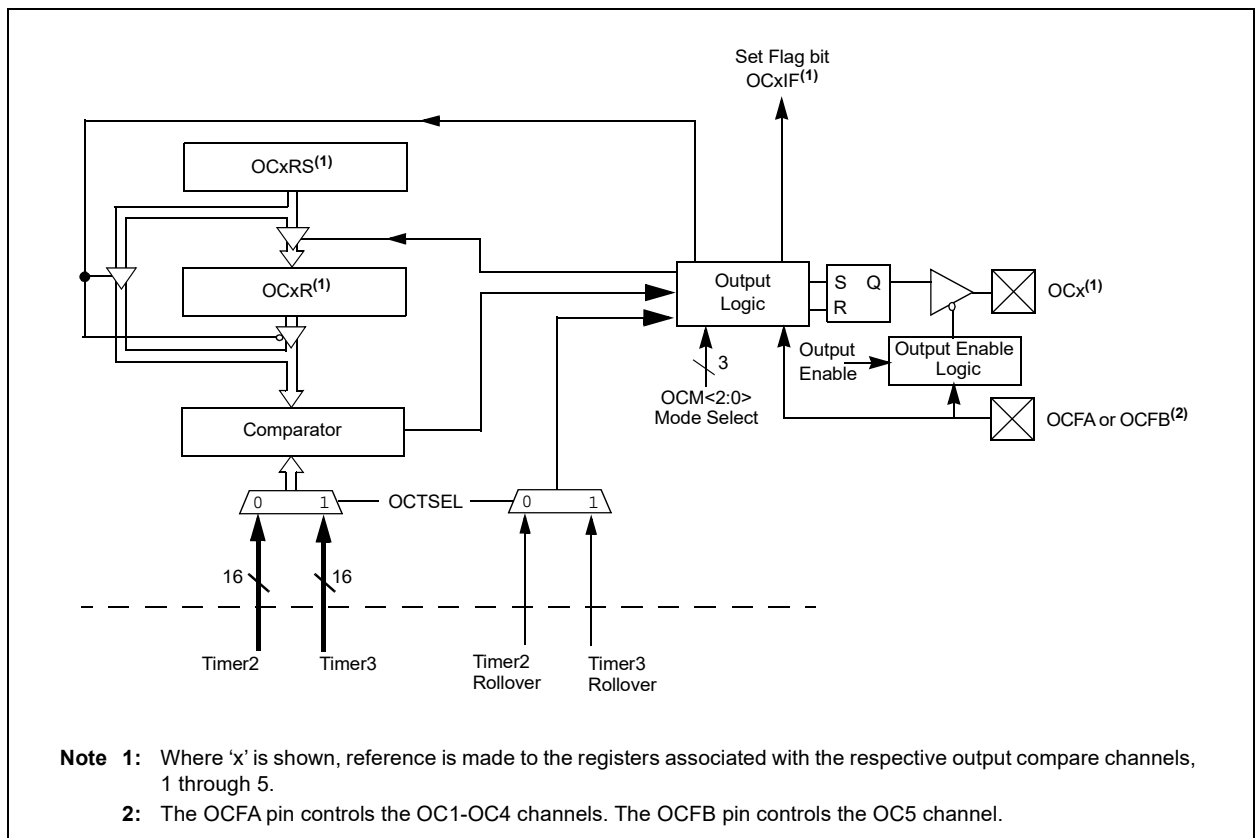 Set Flag bit
OCxIF(1)
OCxRS(1)
OCxR(1)
Output
Logic
S Q
R
OCx(1)
Output
Enable
Output Enable
Logic
3
OCM<2:0>
Mode Select
OCFA or OCFB(2)
Comparator
0 1
OCTSEL
0 1
16
16
Timer2
Timer3
Timer2
Rollover
Timer3
Rollover
Note 1: Where ‘x’ is shown, reference is made to the registers associated with the respective output compare channels,
1 through 5.
2: The OCFA pin controls the OC1-OC4 channels. The OCFB pin controls the OC5 channel.